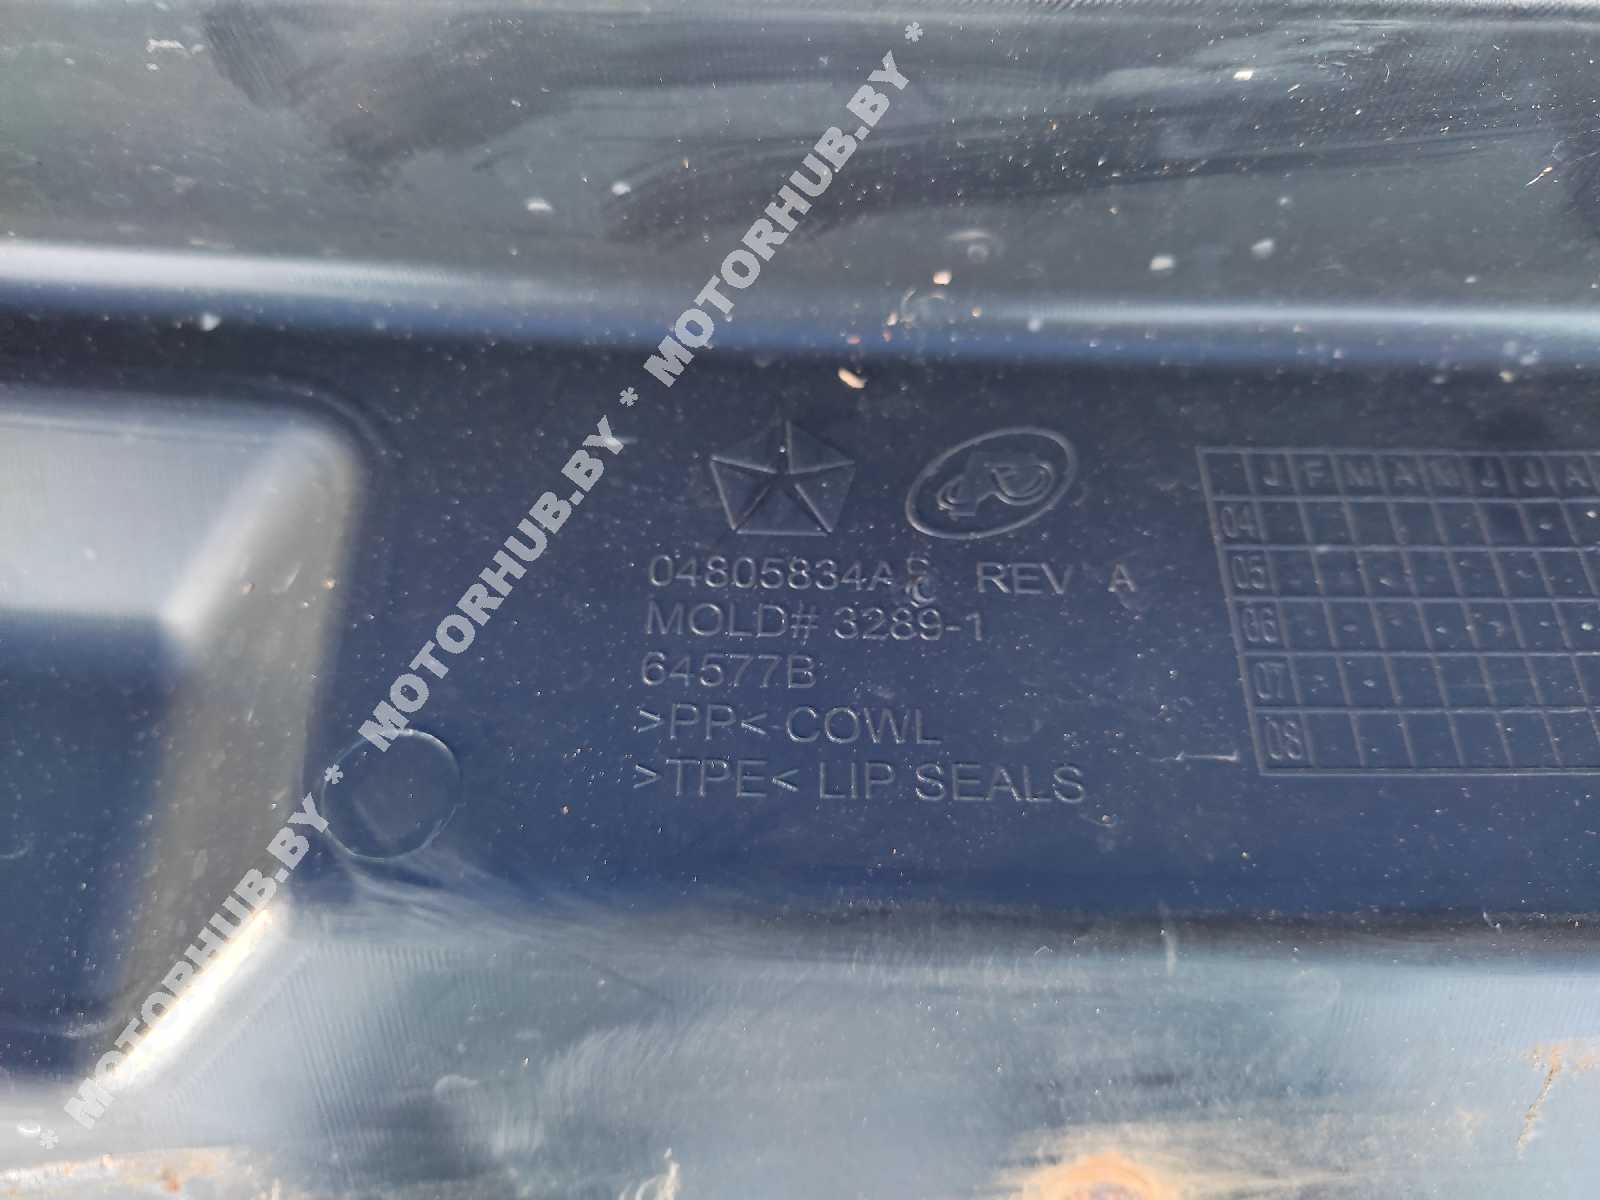 04805834A REV A
MOLD# 3289-1
64577B
>PP< COWL
>TPE< LIP SEALS
J F M A M J J A
04
05
06
07
08
* MOTORHUB.BY * MOTORHUB.BY * MOTORHUB.BY *